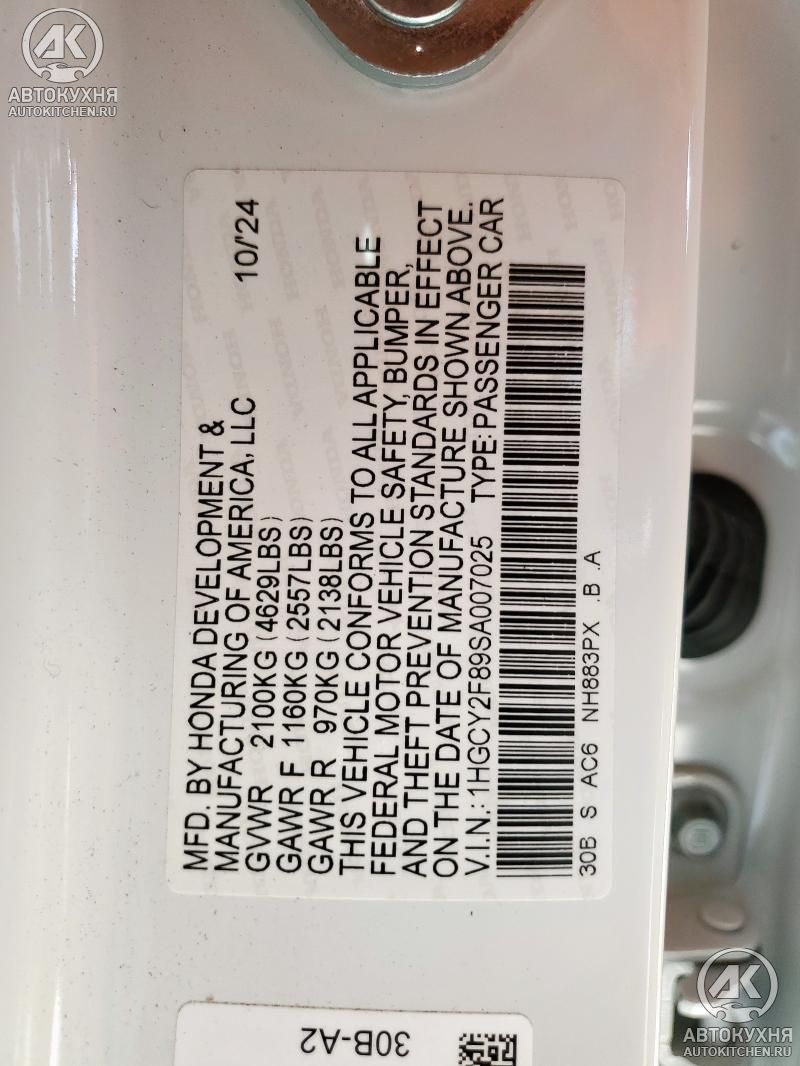 AK
АВТОКУХНЯ
AUTOKITCHEN.RU
MFD. BY HONDA DEVELOPMENT &
MANUFACTURING OF AMERICA, LLC 10/'24
GVWR 2100KG (4629LBS)
GAWR F 1160KG (2557LBS)
GAWR R 970KG (2138LBS)
THIS VEHICLE CONFORMS TO ALL APPLICABLE
FEDERAL MOTOR VEHICLE SAFETY, BUMPER,
AND THEFT PREVENTION STANDARDS IN EFFECT
ON THE DATE OF MANUFACTURE SHOWN ABOVE.
V.I.N.: 1HGCY2F89SA007025 TYPE: PASSENGER CAR
30B S AC6 NH883PX .B .A
30B-A2
AK
АВТОКУХНЯ
AUTOKITCHEN.RU